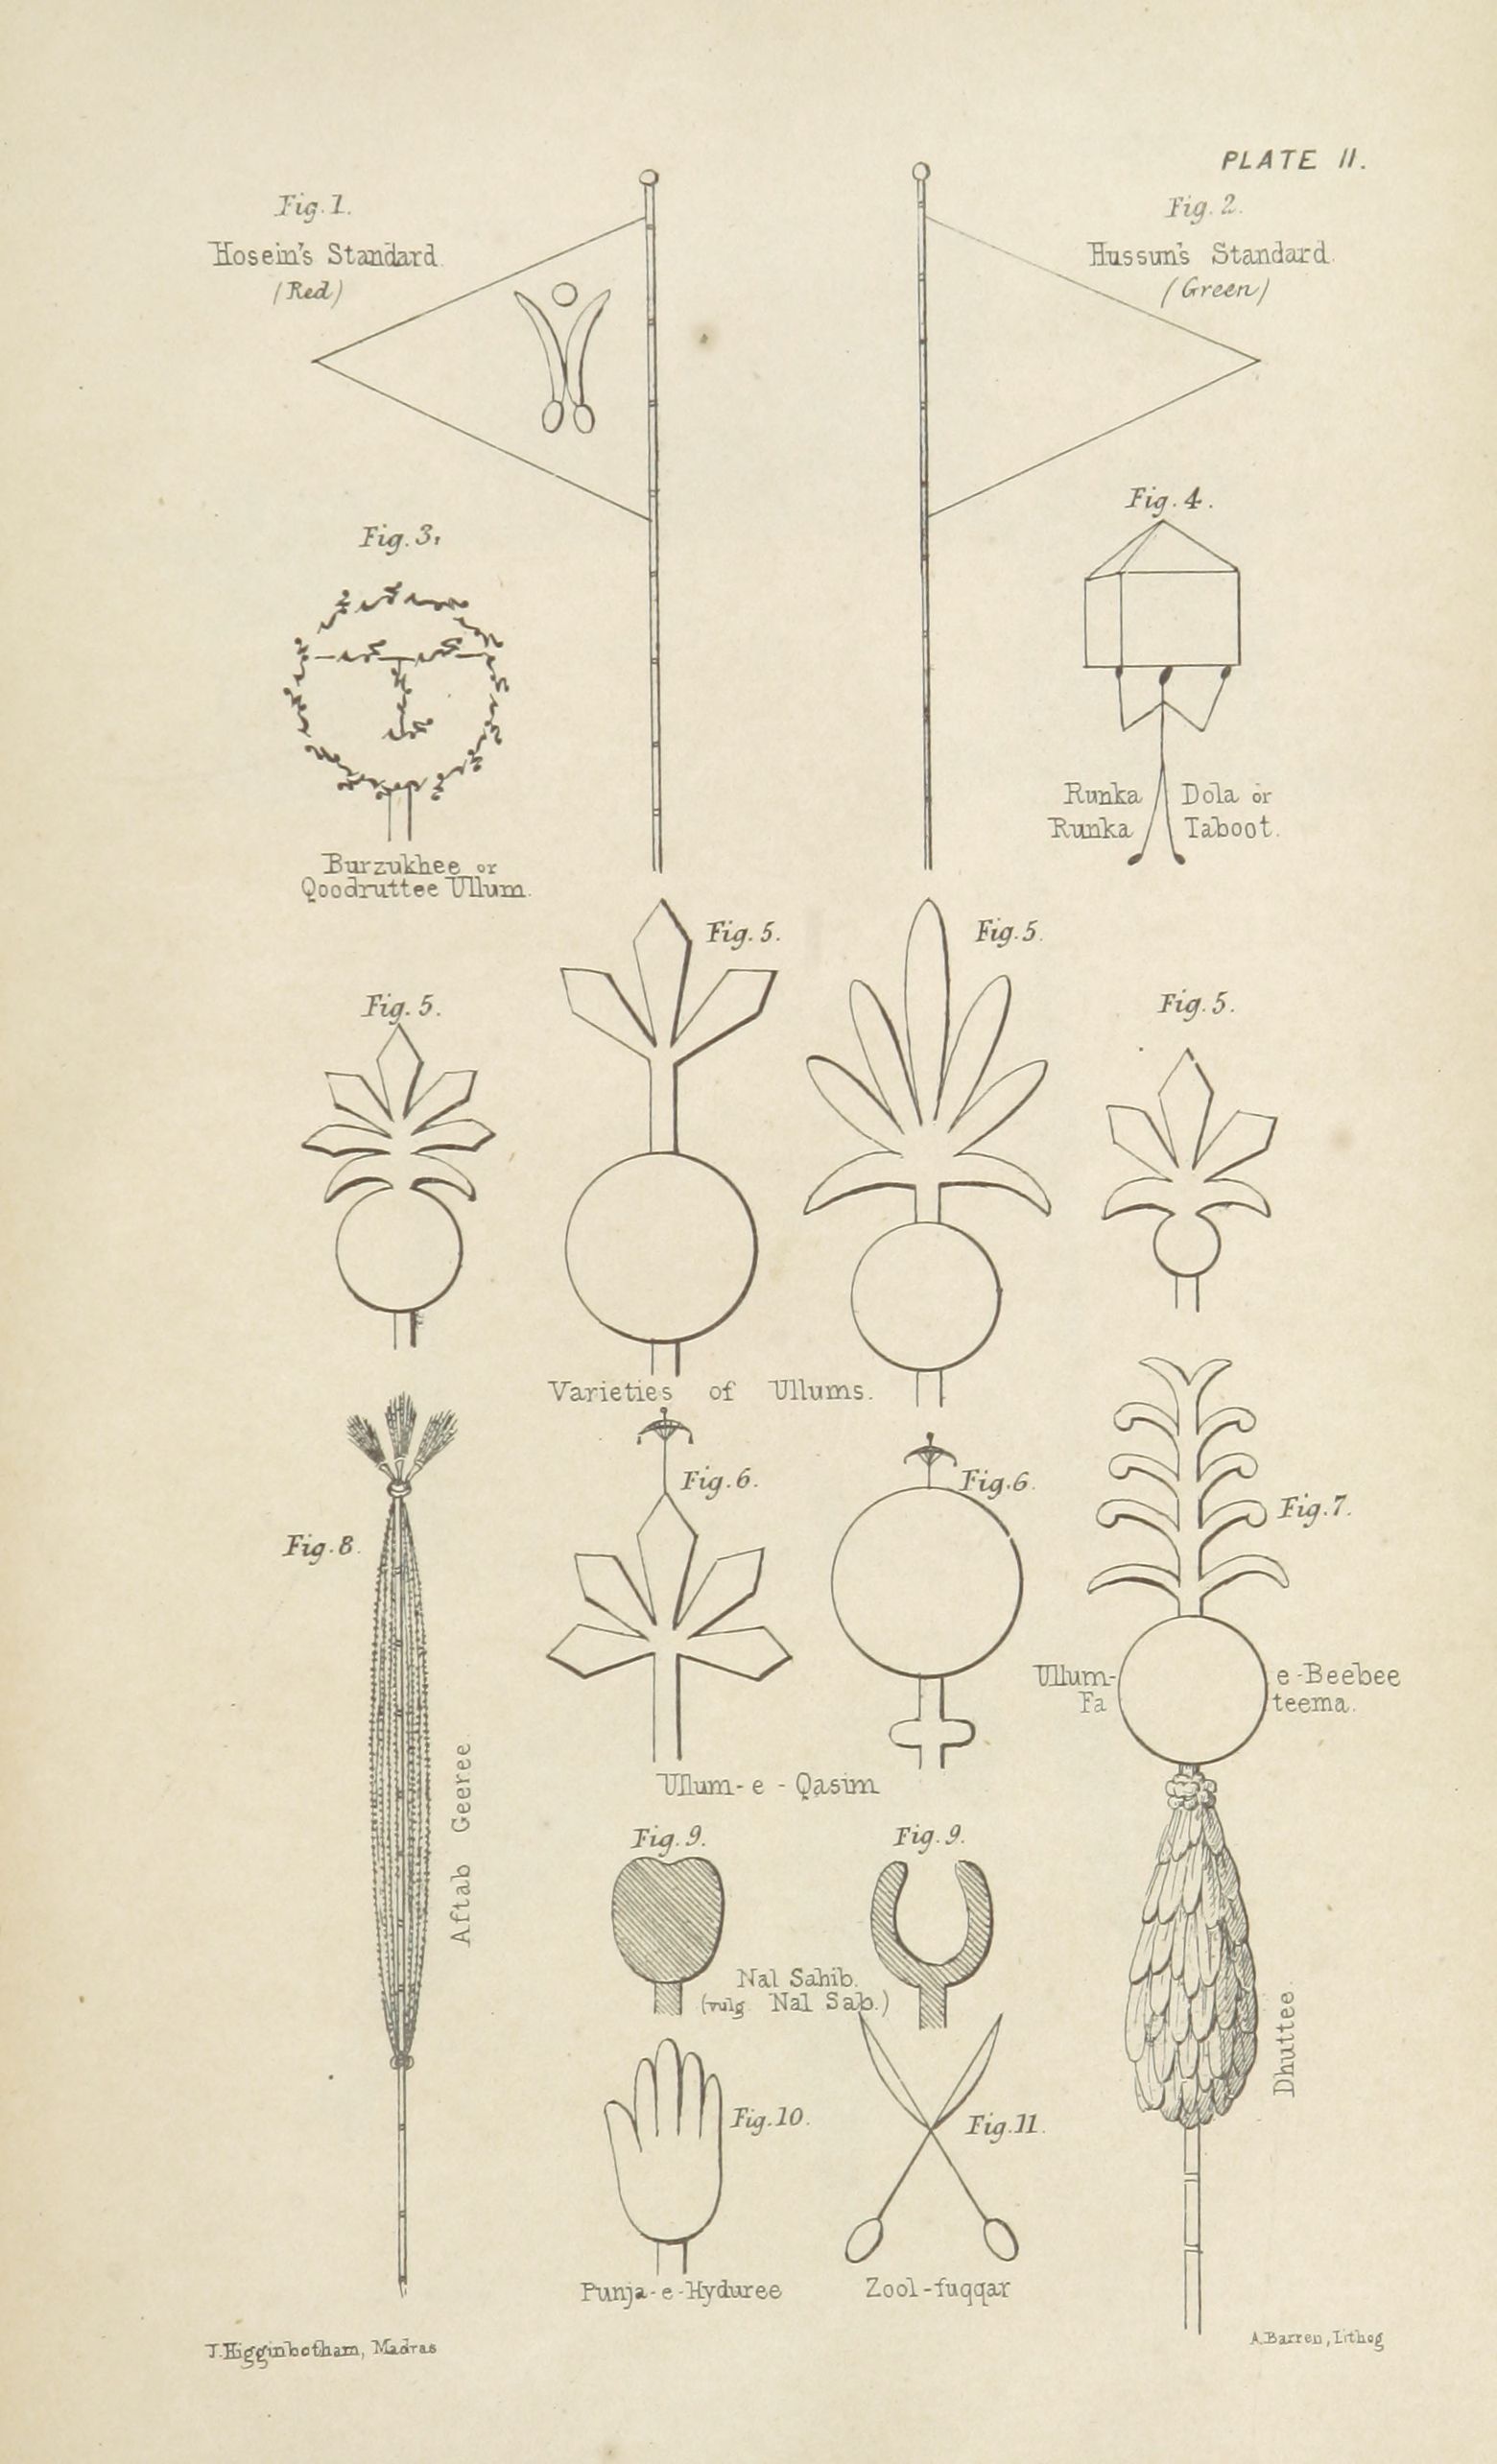 PLATE II.
Fig. 1.
Hosein's Standard.
(Red)
Fig. 2.
Hussun's Standard.
(Green)
Fig. 3.
Burzukhee or
Qoodruttee Ullum.
Fig. 4.
Runka Dola or
Runka Taboot.
Fig. 5.
Fig. 5.
Fig. 5.
Fig. 5.
Varieties of Ullums.
Fig. 6.
Fig. 6.
Ullum-e-Qasim
Fig. 7.
Ullum-e-Beebee
Fateema.
Dhuttee.
Fig. 8.
Aftab Geeree.
Fig. 9.
Fig. 9.
Nal Sahib.
(vulg. Nal Sab.)
Fig. 10.
Punja-e-Hyduree
Fig. 11.
Zool-fuqqar
J. Higginbotham, Madras
A. Barren, Lithog